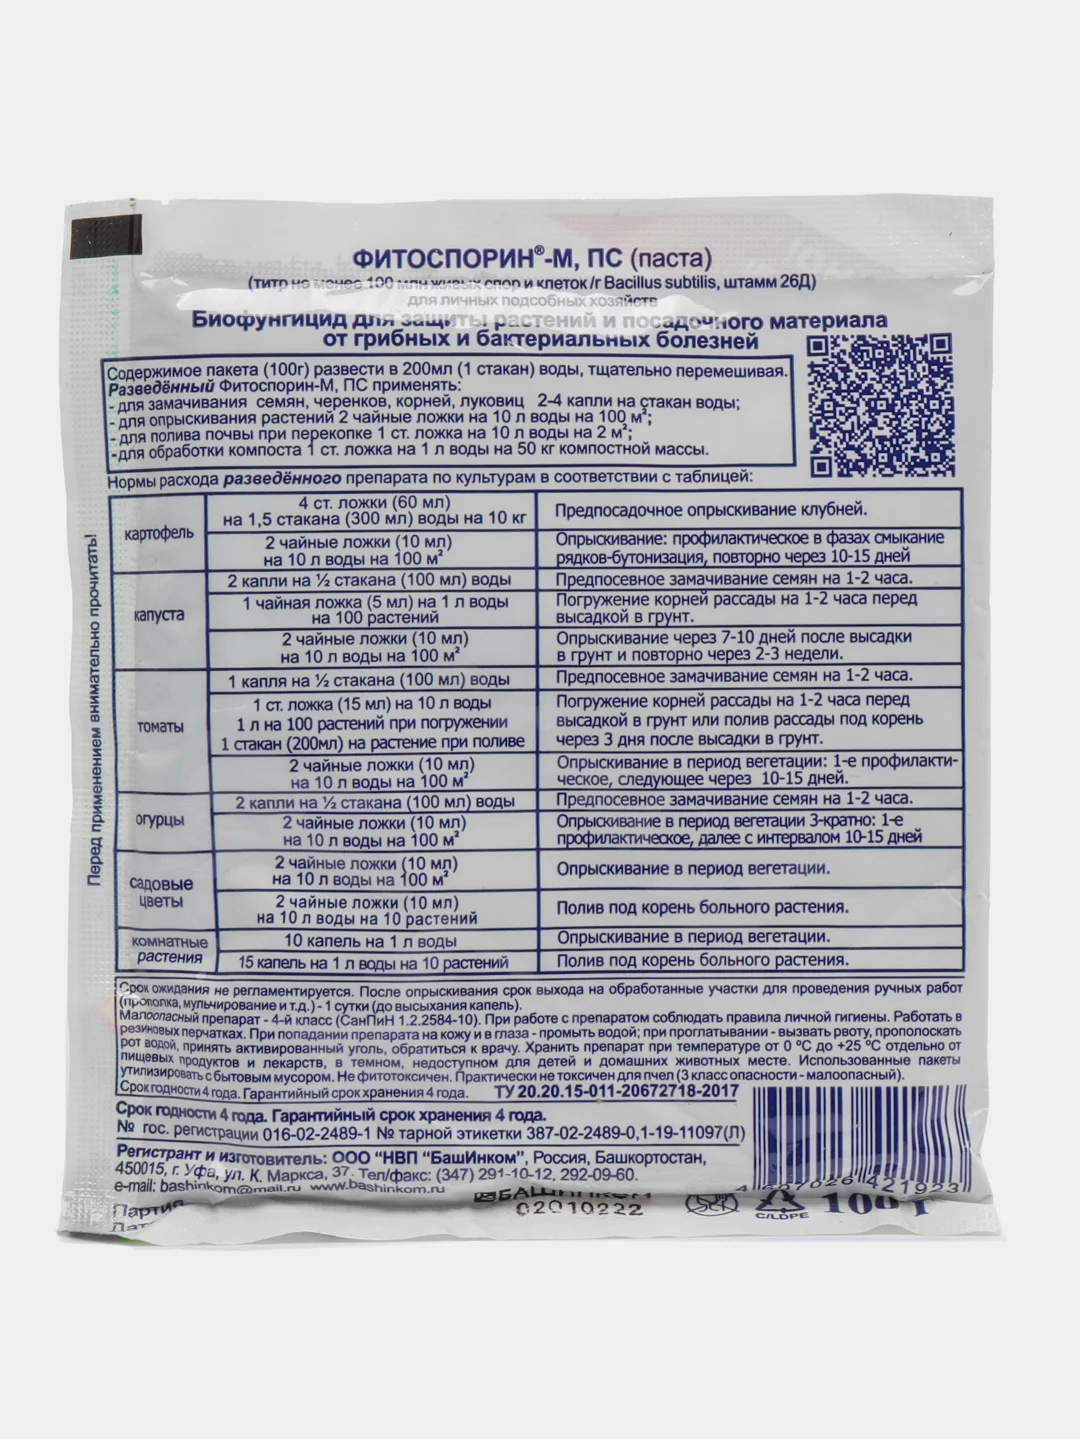 ФИТОСПОРИН®-М, ПС (паста)
(титр не менее 100 млн живых спор и клеток /г Bacillus subtilis, штамм 26Д)
для личных подсобных хозяйств
Биофунгицид для защиты растений и посадочного материала
от грибных и бактериальных болезней
Содержимое пакета (100г) развести в 200мл (1 стакан) воды, тщательно перемешивая.
Разведённый Фитоспорин-М, ПС применять:
- для замачивания семян, черенков, корней, луковиц 2-4 капли на стакан воды;
- для опрыскивания растений 2 чайные ложки на 10 л воды на 100 м²;
- для полива почвы при перекопке 1 ст. ложка на 10 л воды на 2 м²;
-для обработки компоста 1 ст. ложка на 1 л воды на 50 кг компостной массы.
Нормы расхода разведённого препарата по культурам в соответствии с таблицей:
Перед применением внимательно прочитать!
картофель
4 ст. ложки (60 мл)
на 1,5 стакана (300 мл) воды на 10 кг
Предпосадочное опрыскивание клубней.
2 чайные ложки (10 мл)
на 10 л воды на 100 м²
Опрыскивание: профилактическое в фазах смыкание
рядков-бутонизация, повторно через 10-15 дней
капуста
2 капли на ½ стакана (100 мл) воды
Предпосевное замачивание семян на 1-2 часа.
1 чайная ложка (5 мл) на 1 л воды
на 100 растений
Погружение корней рассады на 1-2 часа перед
высадкой в грунт.
2 чайные ложки (10 мл)
на 10 л воды на 100 м²
Опрыскивание через 7-10 дней после высадки
в грунт и повторно через 2-3 недели.
томаты
1 капля на ½ стакана (100 мл) воды
Предпосевное замачивание семян на 1-2 часа.
1 ст. ложка (15 мл) на 10 л воды
1 л на 100 растений при погружении
1 стакан (200мл) на растение при поливе
Погружение корней рассады на 1-2 часа перед
высадкой в грунт или полив рассады под корень
через 3 дня после высадки в грунт.
2 чайные ложки (10 мл)
на 10 л воды на 100 м²
Опрыскивание в период вегетации: 1-е профилакти-
ческое, следующее через 10-15 дней.
огурцы
2 капли на ½ стакана (100 мл) воды
Предпосевное замачивание семян на 1-2 часа.
2 чайные ложки (10 мл)
на 10 л воды на 100 м²
Опрыскивание в период вегетации 3-кратно: 1-е
профилактическое, далее с интервалом 10-15 дней
садовые
цветы
2 чайные ложки (10 мл)
на 10 л воды на 100 м²
Опрыскивание в период вегетации.
2 чайные ложки (10 мл)
на 10 л воды на 10 растений
Полив под корень больного растения.
комнатные
растения
10 капель на 1 л воды
Опрыскивание в период вегетации.
15 капель на 1 л воды на 10 растений
Полив под корень больного растения.
Срок ожидания не регламентируется. После опрыскивания срок выхода на обработанные участки для проведения ручных работ
(прополка, мульчирование и т.д.) - 1 сутки (до высыхания капель).
Малоопасный препарат - 4-й класс (СанПиН 1.2.2584-10). При работе с препаратом соблюдать правила личной гигиены. Работать в
резиновых перчатках. При попадании препарата на кожу и в глаза - промыть водой; при проглатывании - вызвать рвоту, прополоскать
рот водой, принять активированный уголь, обратиться к врачу. Хранить препарат при температуре от 0 °С до +25 °С отдельно от
пищевых продуктов и лекарств, в темном, недоступном для детей и домашних животных месте. Использованные пакеты
утилизировать с бытовым мусором. Не фитотоксичен. Практически не токсичен для пчел (3 класс опасности - малоопасный).
Срок годности 4 года. Гарантийный срок хранения 4 года. ТУ 20.20.15-011-20672718-2017
Срок годности 4 года. Гарантийный срок хранения 4 года.
№ гос. регистрации 016-02-2489-1 № тарной этикетки 387-02-2489-0,1-19-11097(Л)
Регистрант и изготовитель: ООО "НВП "БашИнком", Россия, Башкортостан,
450015, г. Уфа, ул. К. Маркса, 37. Тел/факс: (347) 291-10-12, 292-09-60.
e-mail: bashinkom@mail.ru www.bashinkom.ru
4 607026 421923
Партия
БАШИНКОМ
02010222
C/LDPE
100 г